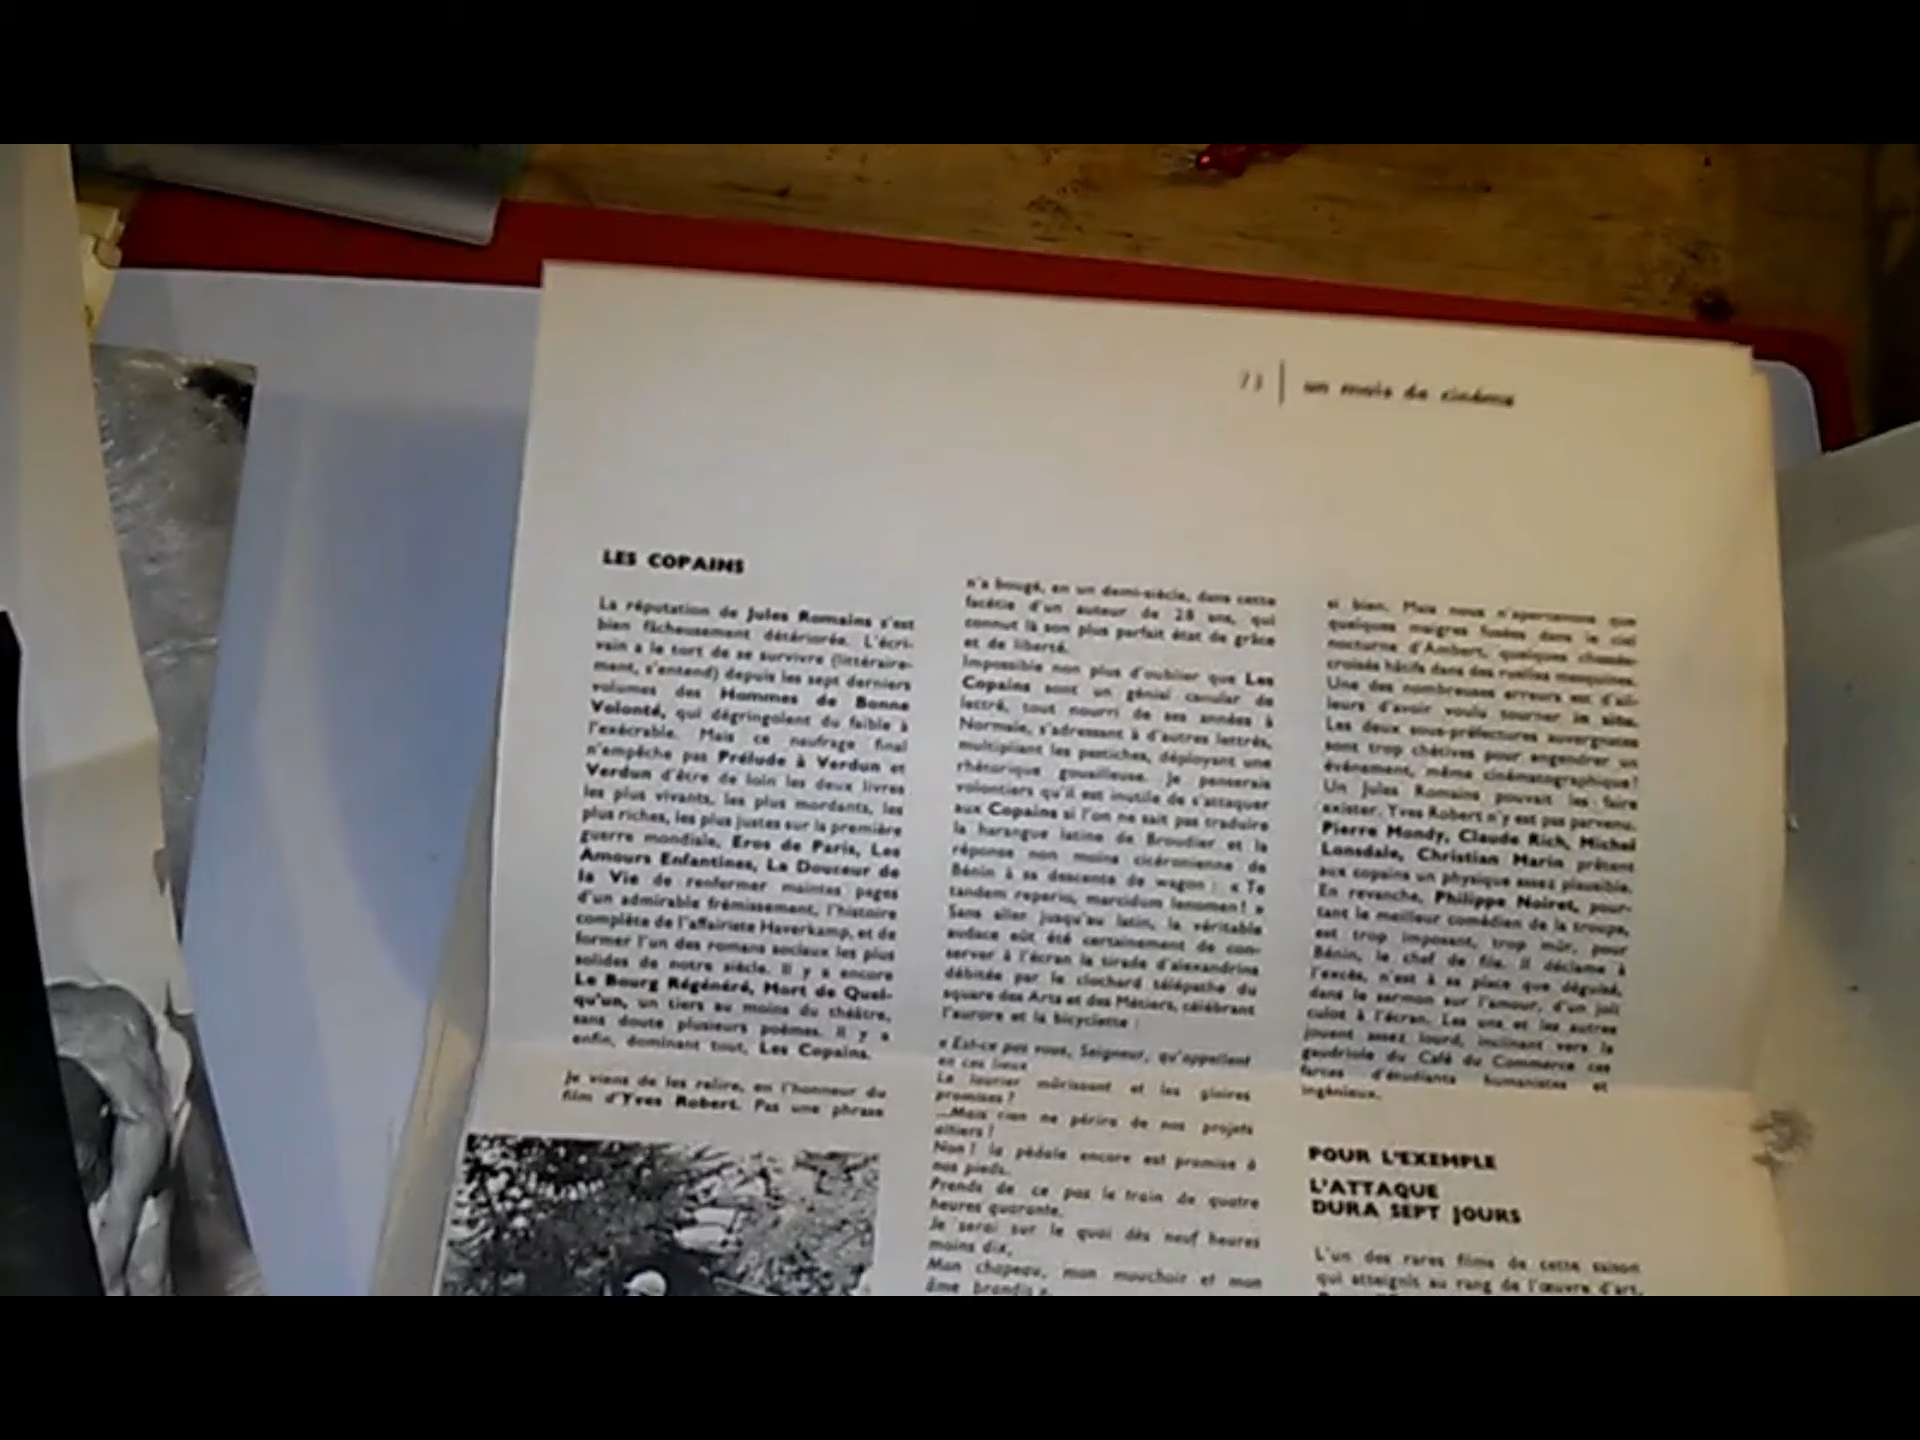 73 | un mois de cinéma
LES COPAINS
La réputation de Jules Romains s'est
bien fâcheusement détériorée. L'écri-
vain a le tort de se survivre (littéraire-
ment, s'entend) depuis les sept derniers
volumes des Hommes de Bonne
Volonté, qui dégringolent du faible à
l'exécrable. Mais ce naufrage final
n'empêche pas Prélude à Verdun et
Verdun d'être de loin les deux livres
les plus vivants, les plus mordants, les
plus riches, les plus justes sur la première
guerre mondiale, Eros de Paris, Les
Amours Enfantines, La Douceur de
la Vie de renfermer maintes pages
d'un admirable frémissement, l'histoire
complète de l'affairiste Haverkamp, et de
former l'un des romans sociaux les plus
solides de notre siècle. Il y a encore
Le Bourg Régénéré, Mort de Quel-
qu'un, un tiers au moins du théâtre,
sans doute plusieurs poèmes. Il y a
enfin, dominant tout, Les Copains.
Je viens de les relire, en l'honneur du
film d'Yves Robert. Pas une phrase
n'a bougé, en un demi-siècle, dans cette
facétie d'un auteur de 28 ans, qui
connut là son plus parfait état de grâce
et de liberté.
Impossible non plus d'oublier que Les
Copains sont un génial canular de
lettré, tout nourri de ses années à
Normale, s'adressant à d'autres lettrés,
multipliant les pastiches, déployant une
rhétorique gouailleuse. Je penserais
volontiers qu'il est inutile de s'attaquer
aux Copains si l'on ne sait pas traduire
la harangue latine de Broudier et la
réponse non moins cicéronienne de
Bénin à sa descente de wagon : « Te
tandem reperio, marcidum lenomen ! »
Sans aller jusqu'au latin, la véritable
audace eût été certainement de con-
server à l'écran la tirade d'alexandrins
débitée par le clochard télépathe du
square des Arts et des Métiers, célébrant
l'aurore et la bicyclette :
« Est-ce pas vous, Seigneur, qu'appellent
en ces lieux
Le laurier mûrissant et les gloires
promises ?
...Mais rien ne périra de nos projets
altiers !
Non ! la pédale encore est promise à
nos pieds.
Prends de ce pas le train de quatre
heures quarante.
Je serai sur le quai dès neuf heures
moins dix,
Mon chapeau, mon mouchoir et mon
âme brandis ».
si bien. Mais nous n'apercevons que
quelques maigres fusées dans le ciel
nocturne d'Ambert, quelques chassés-
croisés hâtifs dans des ruelles mesquines.
Une des nombreuses erreurs est d'ail-
leurs d'avoir voulu tourner in situ.
Les deux sous-préfectures auvergnates
sont trop chétives pour engendrer un
événement, même cinématographique !
Un Jules Romains pouvait les faire
exister. Yves Robert n'y est pas parvenu.
Pierre Mondy, Claude Rich, Michel
Lonsdale, Christian Marin prêtent
aux copains un physique assez plausible.
En revanche, Philippe Noiret, pour-
tant le meilleur comédien de la troupe,
est trop imposant, trop mûr, pour
Bénin, le chef de file. Il déclame à
l'excès, n'est à sa place que déguisé,
dans le sermon sur l'amour, d'un joli
culot à l'écran. Les uns et les autres
jouent assez lourd, inclinant vers la
gaudriole du Café du Commerce ces
farces d'étudiants humanistes et
ingénieux.
POUR L'EXEMPLE
L'ATTAQUE
DURA SEPT JOURS
L'un des rares films de cette saison
qui atteignit au rang de l'œuvre d'art,